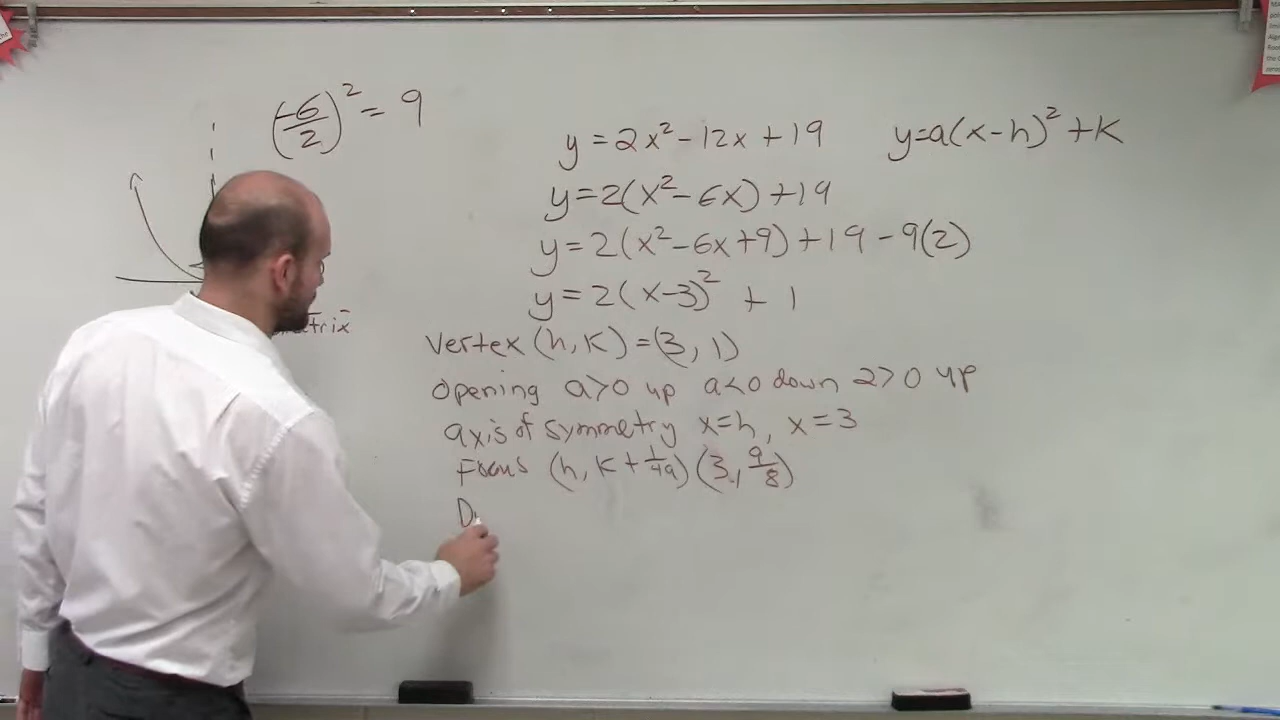 (-6/2)² = 9
y = 2x² - 12x + 19
y=a(x-h)² + k
y = 2(x² - 6x) + 19
y = 2(x² - 6x + 9) + 19 - 9(2)
y = 2(x-3)² + 1
Vertex (h, k) = (3, 1)
Opening a>0 up a<0 down 2>0 up
axis of symmetry x=h, x=3
Focus (h, k + 1/4a) (3, 9/8)